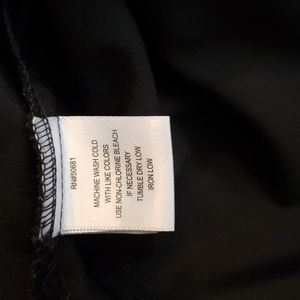 RN#50681
MACHINE WASH COLD
WITH LIKE COLORS
USE NON-CHLORINE BLEACH
IF NECESSARY
TUMBLE DRY LOW
IRON LOW